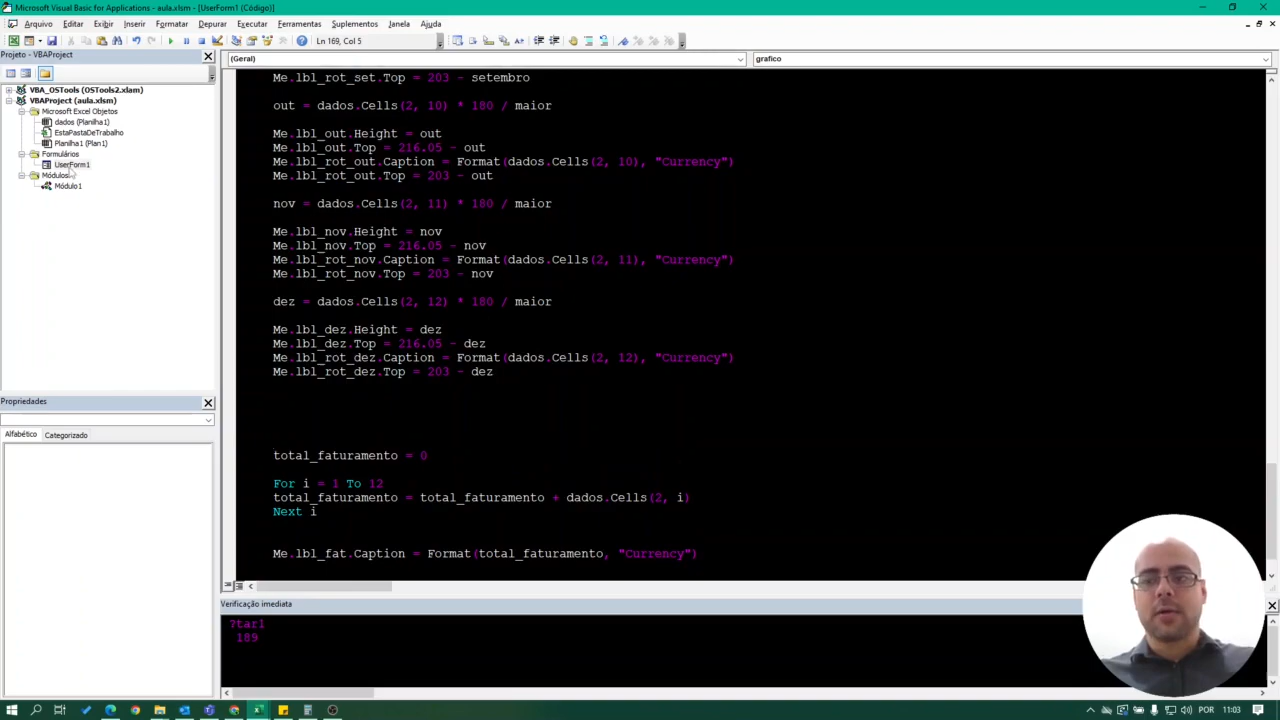 Microsoft Visual Basic for Applications - aula.xlsm - [UserForm1 (Código)]
Arquivo Editar Exibir Inserir Formatar Depurar Executar Ferramentas Suplementos Janela Ajuda
Ln 169, Col 5
Projeto - VBAProject
(Geral)
grafico
VBA_OSTools (OSTools2.xlam)
VBAProject (aula.xlsm)
Microsoft Excel Objetos
dados (Planilha1)
EstaPastaDeTrabalho
Planilha1 (Plan1)
Formulários
UserForm1
Módulos
Módulo1
Propriedades
Alfabético Categorizado
Me.lbl_rot_set.Top = 203 - setembro
out = dados.Cells(2, 10) * 180 / maior
Me.lbl_out.Height = out
Me.lbl_out.Top = 216.05 - out
Me.lbl_rot_out.Caption = Format(dados.Cells(2, 10), "Currency")
Me.lbl_rot_out.Top = 203 - out
nov = dados.Cells(2, 11) * 180 / maior
Me.lbl_nov.Height = nov
Me.lbl_nov.Top = 216.05 - nov
Me.lbl_rot_nov.Caption = Format(dados.Cells(2, 11), "Currency")
Me.lbl_rot_nov.Top = 203 - nov
dez = dados.Cells(2, 12) * 180 / maior
Me.lbl_dez.Height = dez
Me.lbl_dez.Top = 216.05 - dez
Me.lbl_rot_dez.Caption = Format(dados.Cells(2, 12), "Currency")
Me.lbl_rot_dez.Top = 203 - dez
total_faturamento = 0
For i = 1 To 12
total_faturamento = total_faturamento + dados.Cells(2, i)
Next i
Me.lbl_fat.Caption = Format(total_faturamento, "Currency")
Verificação imediata
?tar1
189
POR 11:03